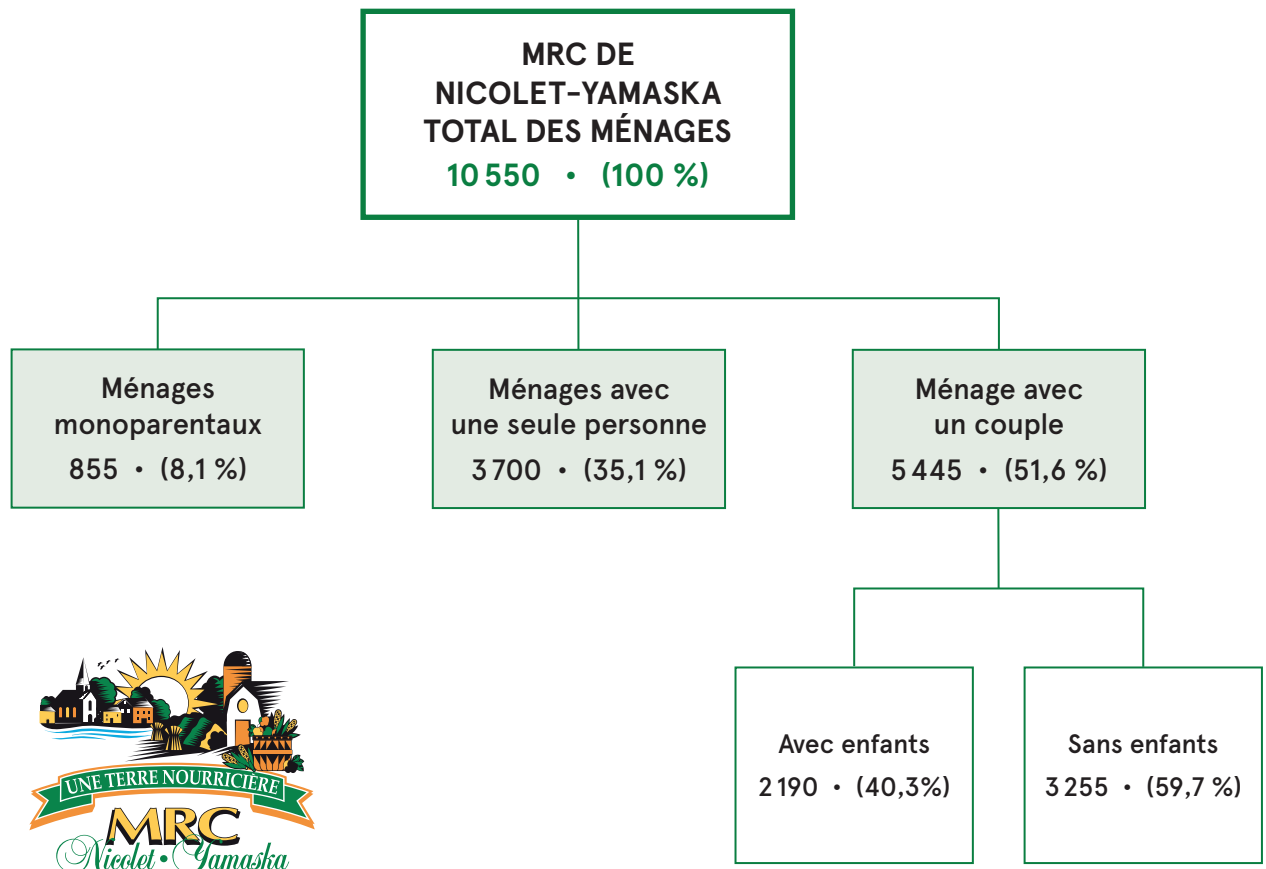 MRC DE
NICOLET-YAMASKA
TOTAL DES MÉNAGES
10 550 • (100 %)
Ménages
monoparentaux
855 • (8,1 %)
Ménages avec
une seule personne
3 700 • (35,1 %)
Ménage avec
un couple
5 445 • (51,6 %)
Avec enfants
2 190 • (40,3%)
Sans enfants
3 255 • (59,7 %)
UNE TERRE NOURRICIÈRE
MRC
Nicolet • Yamaska